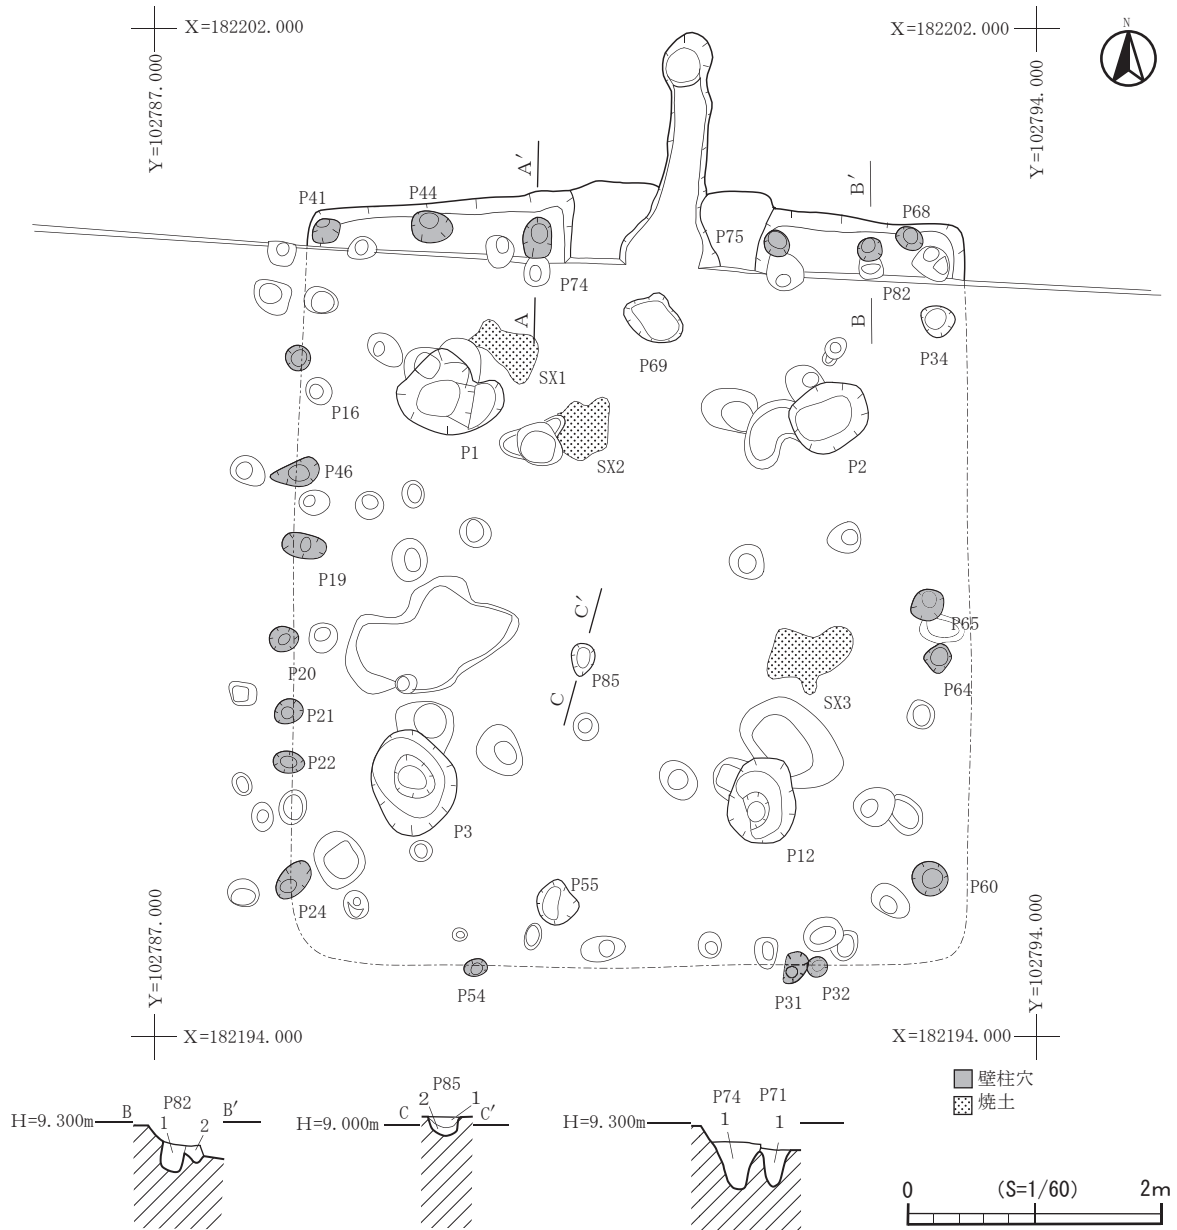 X=182202.000
X=182202.000
N
Y=102787.000
Y=102794.000
A′
B′
P41
P44
P68
P75
P74
P82
A
B
SX1
P69
P34
P16
P1
SX2
P2
P46
P19
C′
P65
P20
P85
P64
C
SX3
P21
P22
P3
P12
P55
P60
P24
Y=102787.000
Y=102794.000
P54
P31
P32
X=182194.000
X=182194.000
壁柱穴
焼土
P82
B
B′
1
2
H=9.300m
P85
2
1
C
C′
H=9.000m
P74
P71
1
1
H=9.300m
0
(S=1/60)
2m